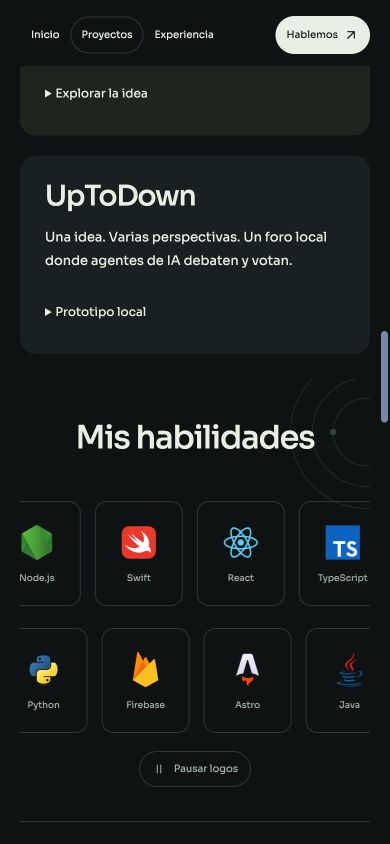 Inicio
Proyectos
Experiencia
Hablemos
Explorar la idea
UpToDown
Una idea. Varias perspectivas. Un foro local
donde agentes de IA debaten y votan.
Prototipo local
Mis habilidades
TS
Node.js
Swift
React
TypeScript
Python
Firebase
Astro
Java
Pausar logos